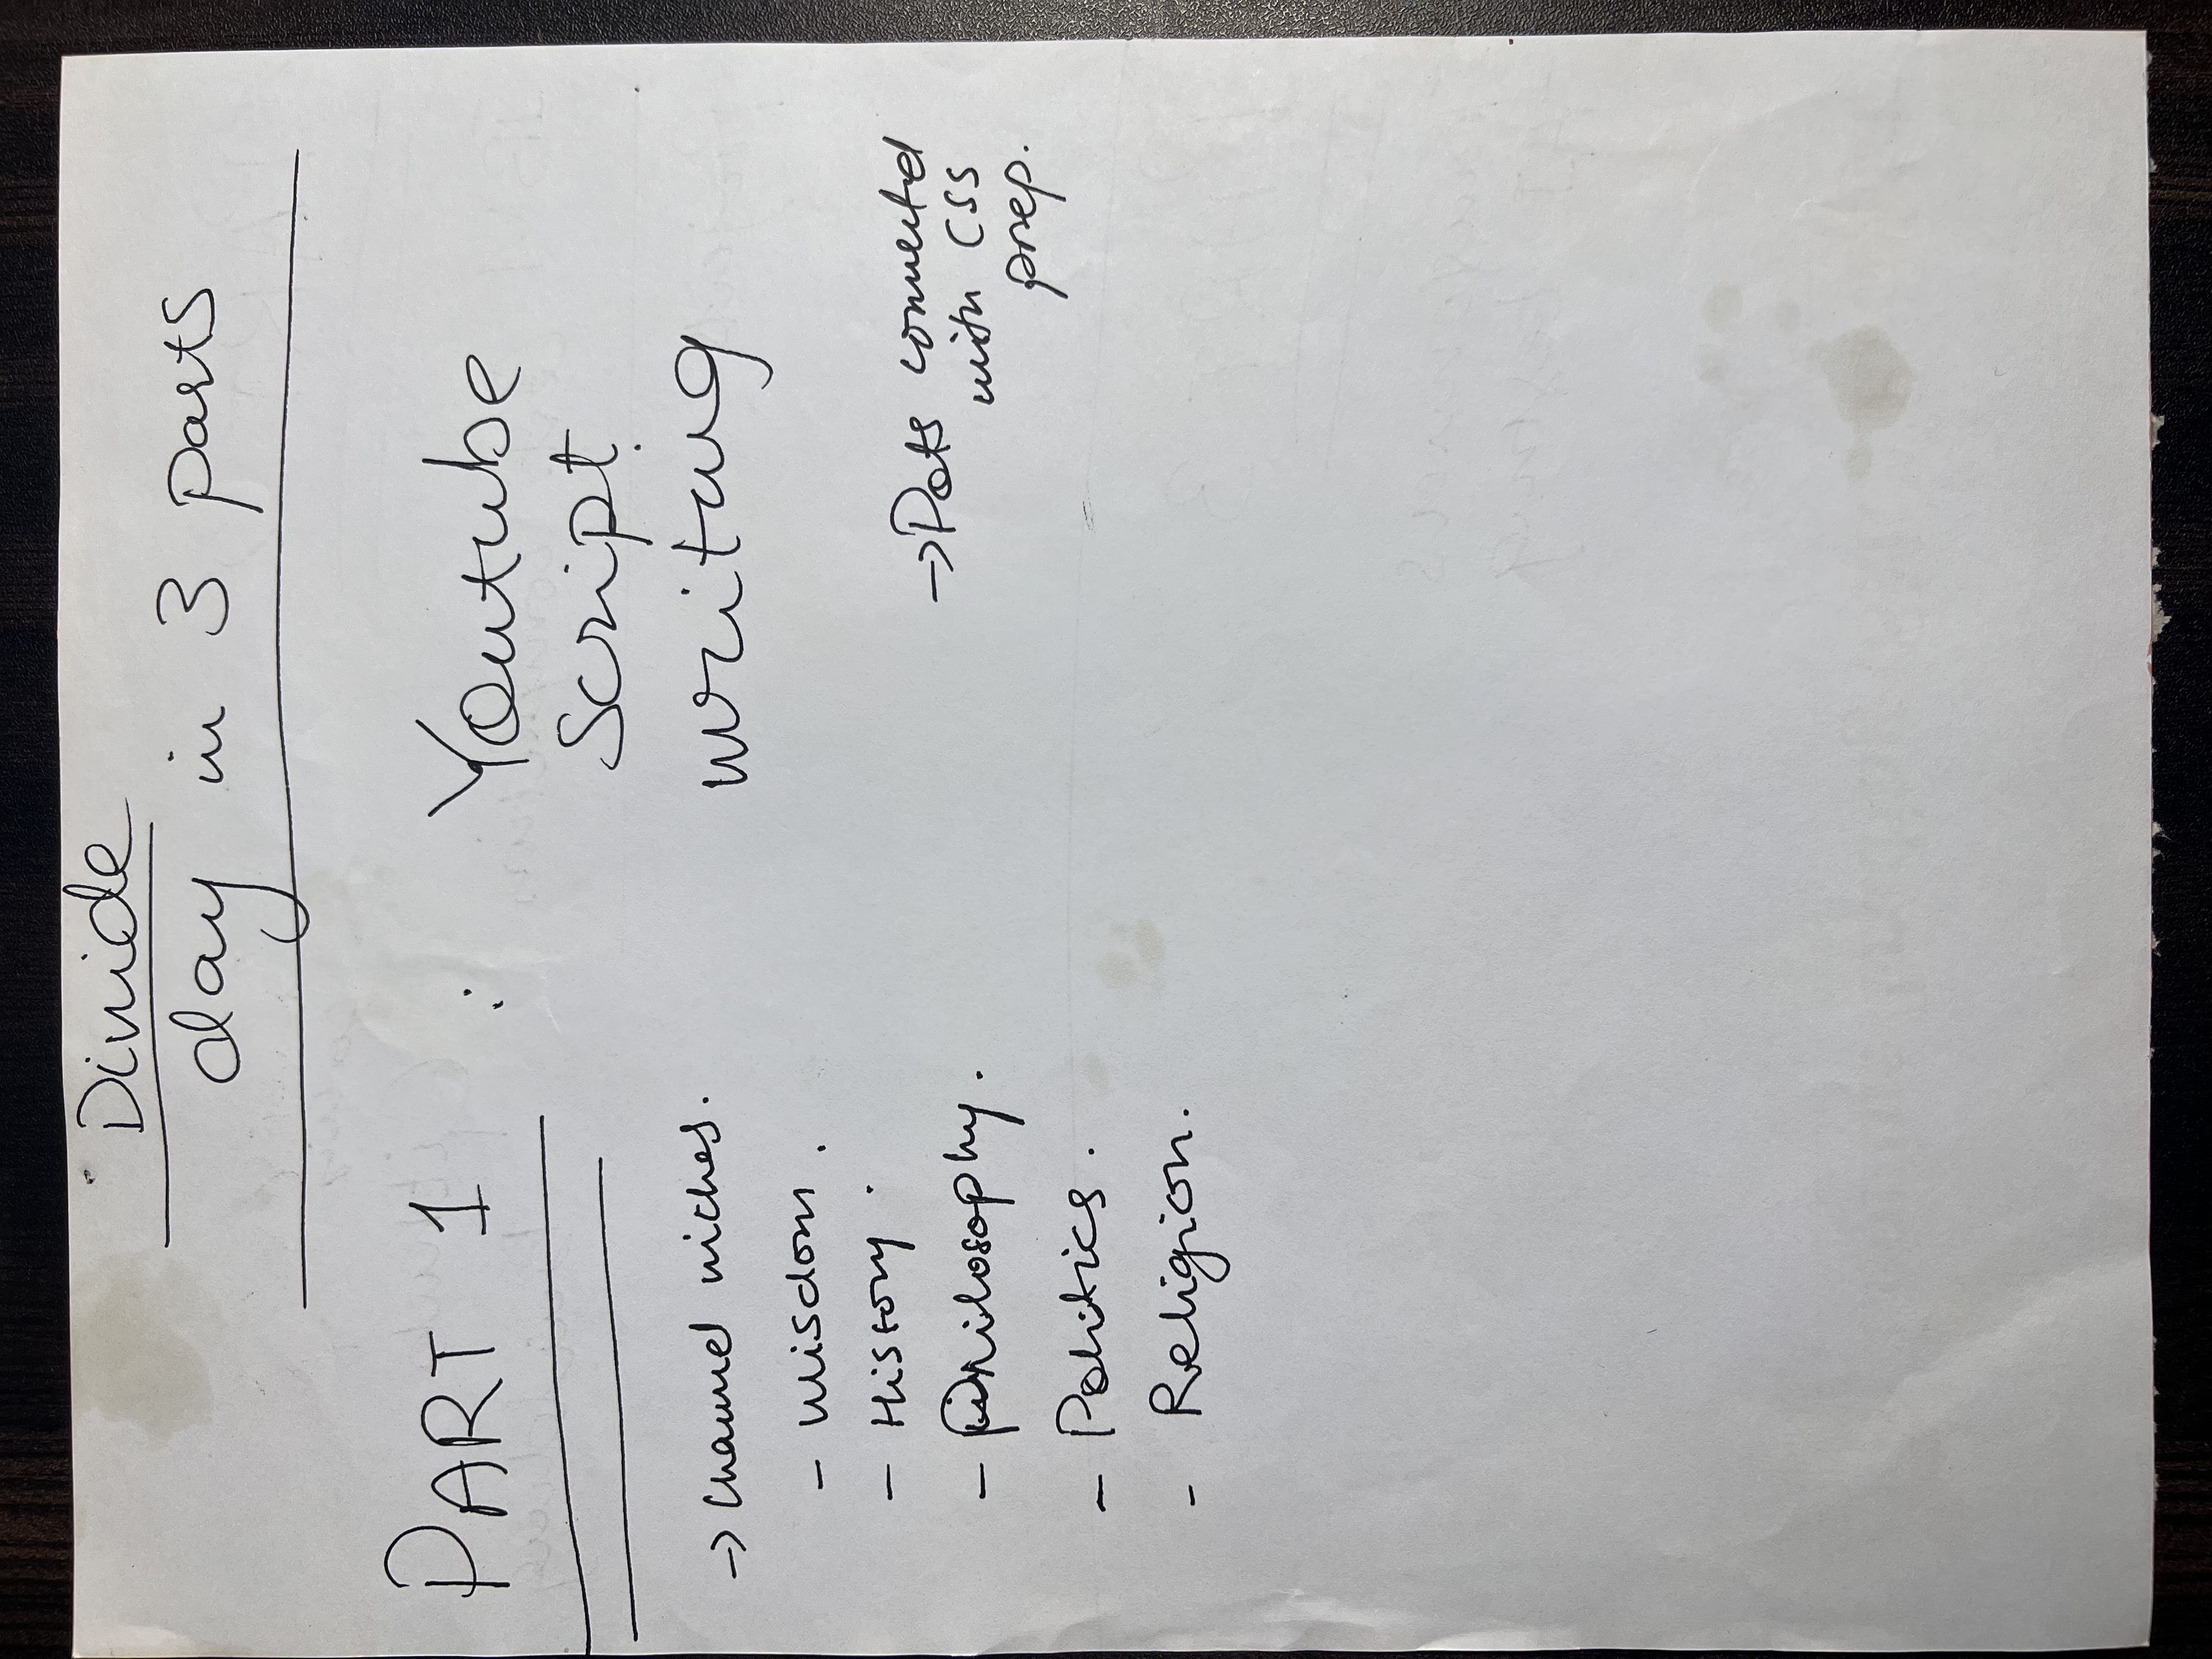 Divide
day in 3 parts
PART 1 : Youtube
Script
writing
→ Channel niches.
- Wisdom.
- History.
→ Dots connected
with CSS
prep.
- Philosophy.
- Politics.
- Religion.